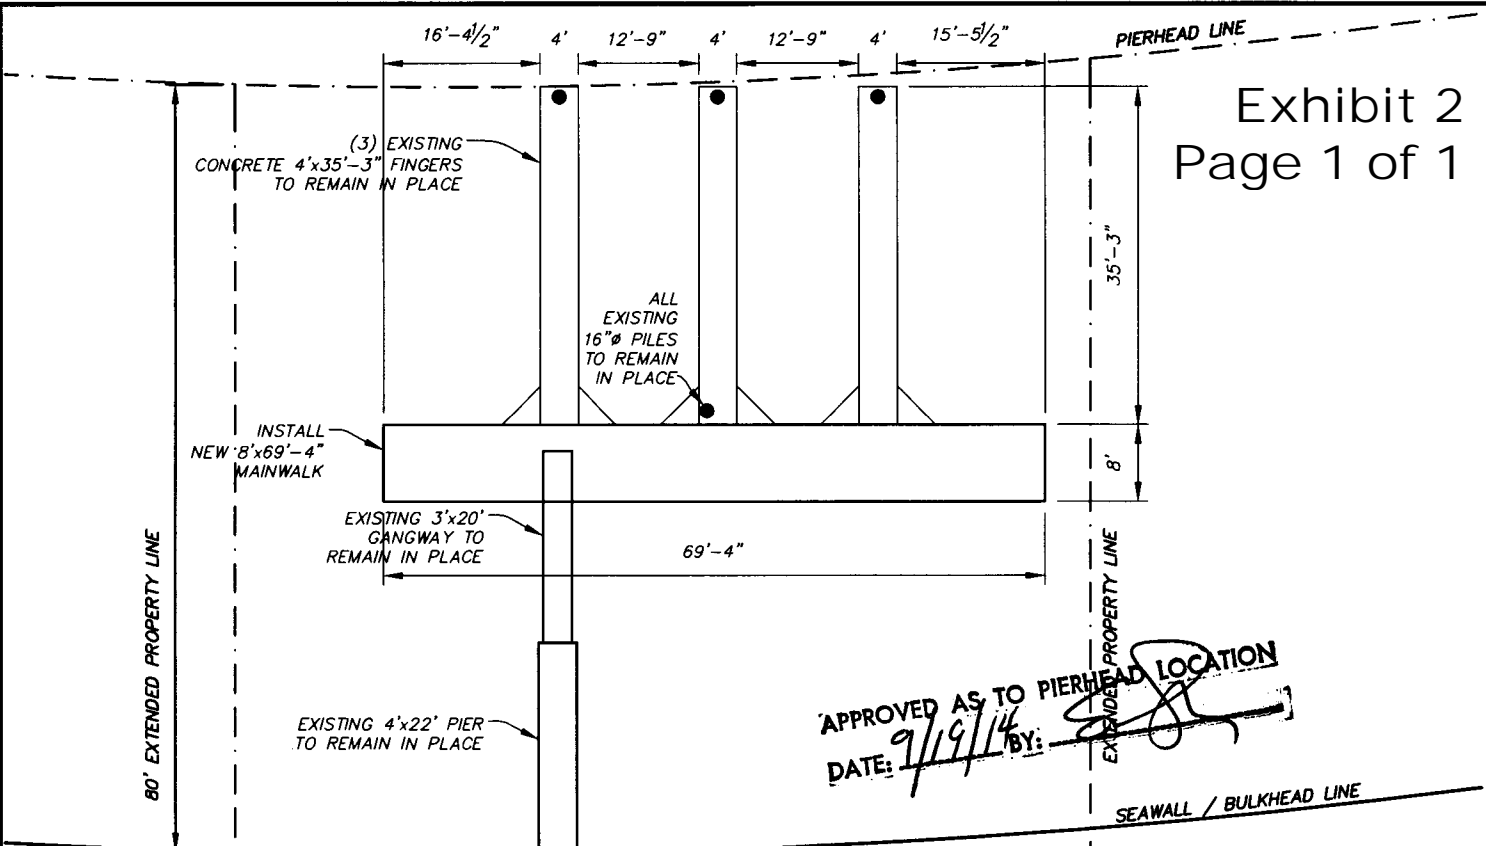 16'-4½" 4' 12'-9" 4' 12'-9" 4' 15'-5½"
PIERHEAD LINE
Exhibit 2
Page 1 of 1
(3) EXISTING
CONCRETE 4'x35'-3" FINGERS
TO REMAIN IN PLACE
35'-3"
ALL
EXISTING
16"ø PILES
TO REMAIN
IN PLACE
INSTALL
NEW 8'x69'-4"
MAINWALK
8'
EXISTING 3'x20'
GANGWAY TO
REMAIN IN PLACE
69'-4"
80' EXTENDED PROPERTY LINE
EXTENDED PROPERTY LINE
EXISTING 4'x22' PIER
TO REMAIN IN PLACE
APPROVED AS TO PIERHEAD LOCATION
DATE: 9/19/14 BY:
SEAWALL / BULKHEAD LINE